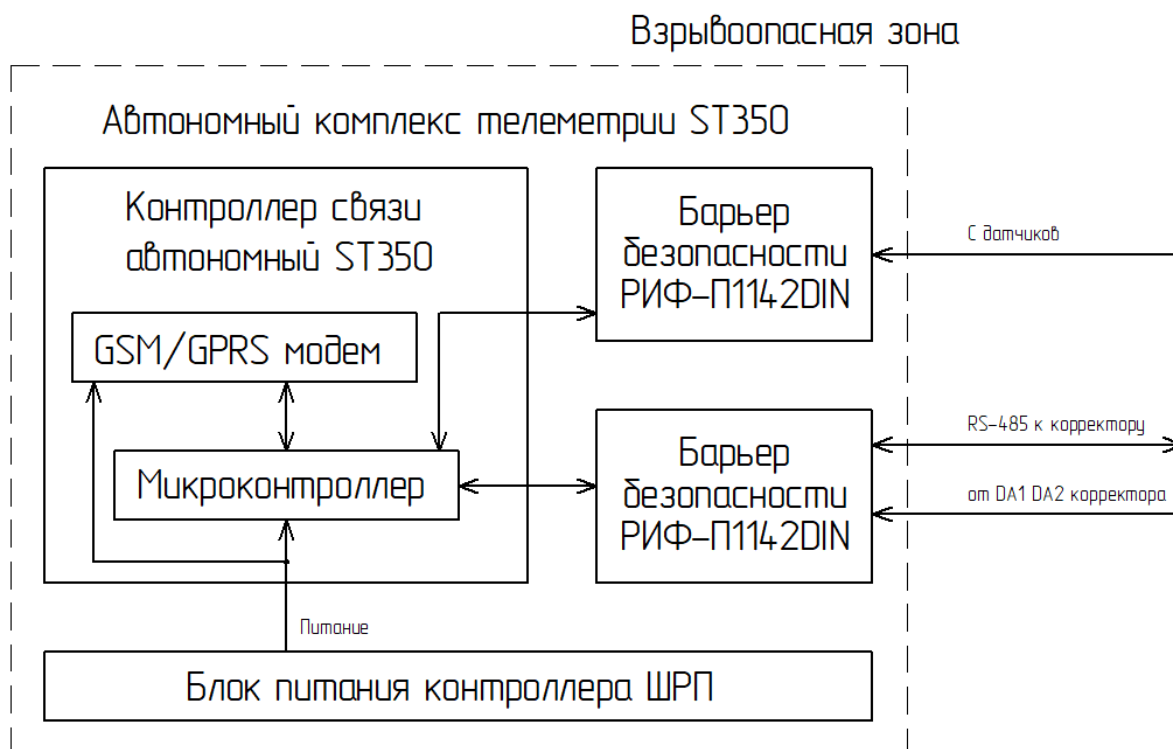 Взрывоопасная зона
Автономный комплекс телеметрии ST350
Контроллер связи
автономный ST350
GSM/GPRS модем
Микроконтроллер
Барьер
безопасности
РИФ-П1142DIN
С датчиков
Барьер
безопасности
РИФ-П1142DIN
RS-485 к корректору
от DA1 DA2 корректора
Питание
Блок питания контроллера ШРП